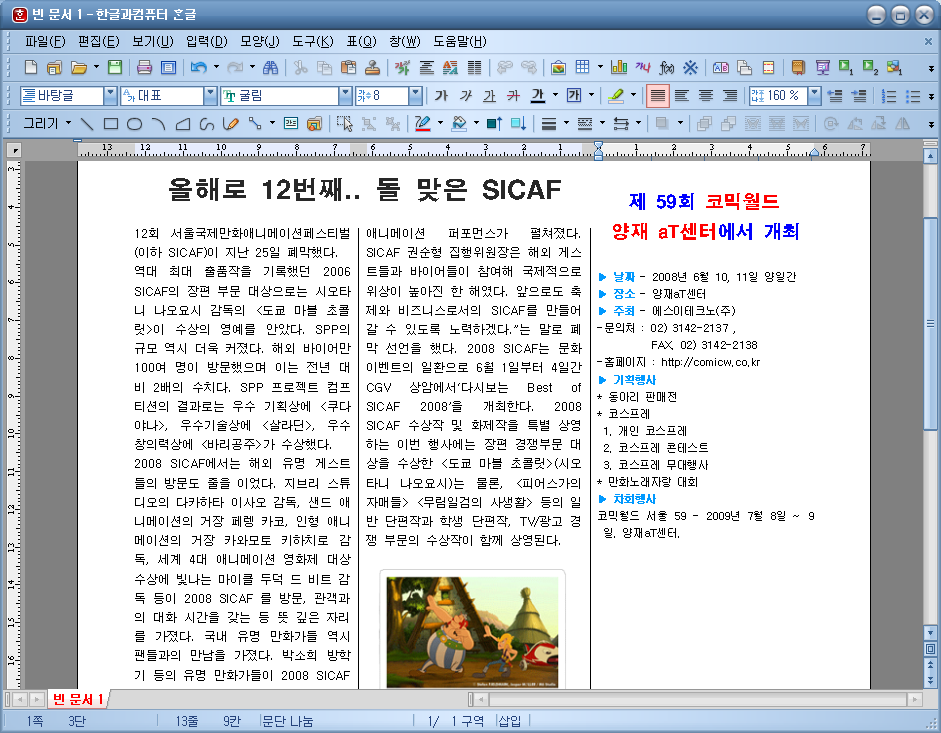 빈 문서 1 - 한글과컴퓨터 한글
파일(F) 편집(E) 보기(U) 입력(D) 모양(J) 도구(K) 표(Q) 창(W) 도움말(H)
바탕글 대표 굴림 8 가 가 가 가 가 가 160 %
그리기
13 12 11 10 9 8 7 6 5 4 3 2 1 1 2 3 4 5 6 7
올해로 12번째.. 돌 맞은 SICAF
12회 서울국제만화애니메이션페스티벌
(이하 SICAF)이 지난 25일 폐막했다.
역대 최대 출품작을 기록했던 2006
SICAF의 장편 부문 대상으로는 시오타
니 나오요시 감독의 <도쿄 마블 초콜
릿>이 수상의 영예를 안았다. SPP의
규모 역시 더욱 커졌다. 해외 바이어만
100여 명이 방문했으며 이는 전년 대
비 2배의 수치다. SPP 프로젝트 컴프
티션의 결과로는 우수 기획상에 <쿠다
야나>, 우수기술상에 <살라딘>, 우수
창의력상에 <바리공주>가 수상했다.
2008 SICAF에서는 해외 유명 게스트
들의 방문도 줄을 이었다. 지브리 스튜
디오의 다카하타 이사오 감독, 샌드 애
니메이션의 거장 페렝 카코, 인형 애니
메이션의 거장 카와모토 키하치로 감
독, 세계 4대 애니메이션 영화제 대상
수상에 빛나는 마이클 두덕 드 비트 감
독 등이 2008 SICAF 를 방문, 관객과
의 대화 시간을 갖는 등 뜻 깊은 자리
를 가졌다. 국내 유명 만화가들 역시
팬들과의 만남을 가졌다. 박소희 방학
기 등의 유명 만화가들이 2008 SICAF
애니메이션 퍼포먼스가 펼쳐졌다.
SICAF 권순형 집행위원장은 해외 게스
트들과 바이어들이 참여해 국제적으로
위상이 높아진 한 해였다. 앞으로도 축
제와 비즈니스로서의 SICAF를 만들어
갈 수 있도록 노력하겠다."는 말로 폐
막 선언을 했다. 2008 SICAF는 문화
이벤트의 일환으로 6월 1일부터 4일간
CGV 상암에서'다시보는 Best of
SICAF 2008'을 개최한다. 2008
SICAF 수상작 및 화제작을 특별 상영
하는 이번 행사에는 장편 경쟁부문 대
상을 수상한 <도쿄 마블 초콜릿>(시오
타니 나오요시)는 물론, <피어스가의
자매들> <무림일검의 사생활> 등의 일
반 단편작과 학생 단편작, TV/광고 경
쟁 부문의 수상작이 함께 상영된다.
제 59회 코믹월드
양재 aT센터에서 개최
▶ 날짜 - 2008년 6월 10, 11일 양일간
▶ 장소 - 양재aT센터
▶ 주최 - 에스이테크노(주)
-문의처 : 02) 3142-2137 ,
FAX. 02) 3142-2138
-홈페이지 : http://comicw.co.kr
▶ 기획행사
* 동아리 판매전
* 코스프레
1. 개인 코스프레
2. 코스프레 콘테스트
3. 코스프레 무대행사
* 만화노래자랑 대회
▶ 차회행사
코믹월드 서울 59 - 2009년 7월 8일 ~ 9
일. 양재aT센터.
빈 문서 1
1쪽 3단 13줄 9칸 문단 나눔 1/ 1 구역 삽입